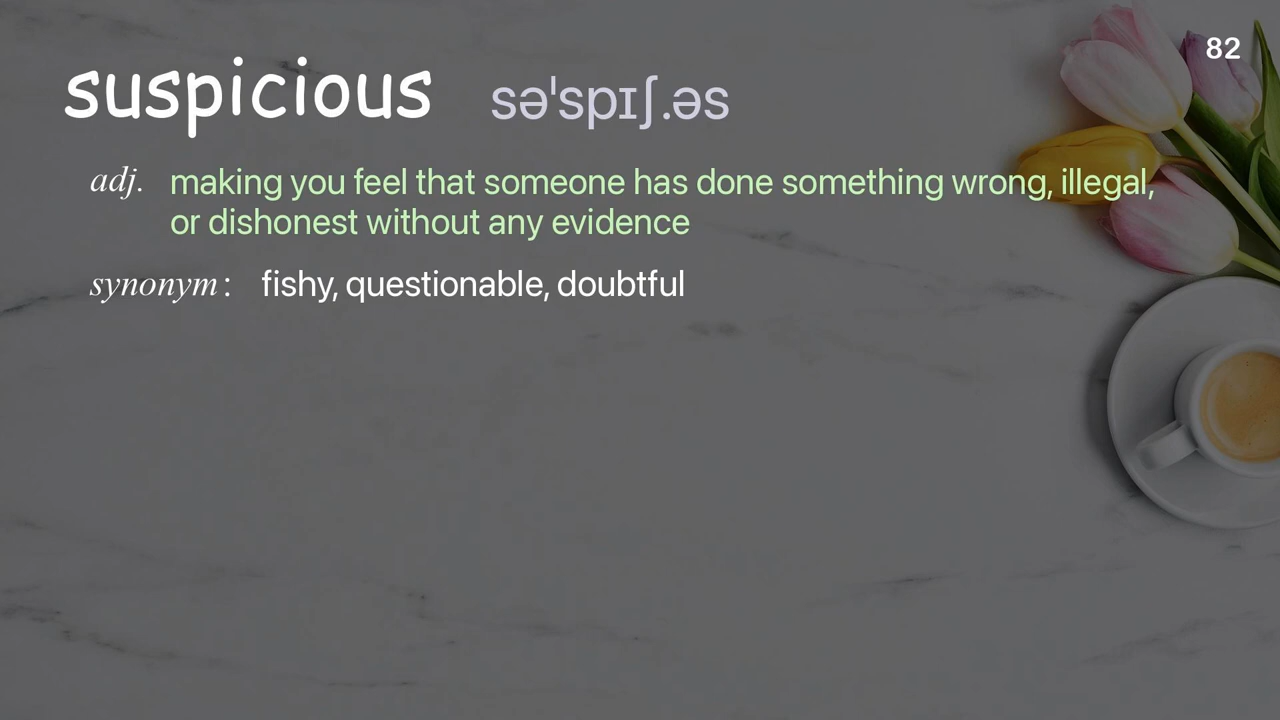 82
suspicious səˈspɪʃ.əs
adj. making you feel that someone has done something wrong, illegal,
or dishonest without any evidence
synonym : fishy, questionable, doubtful